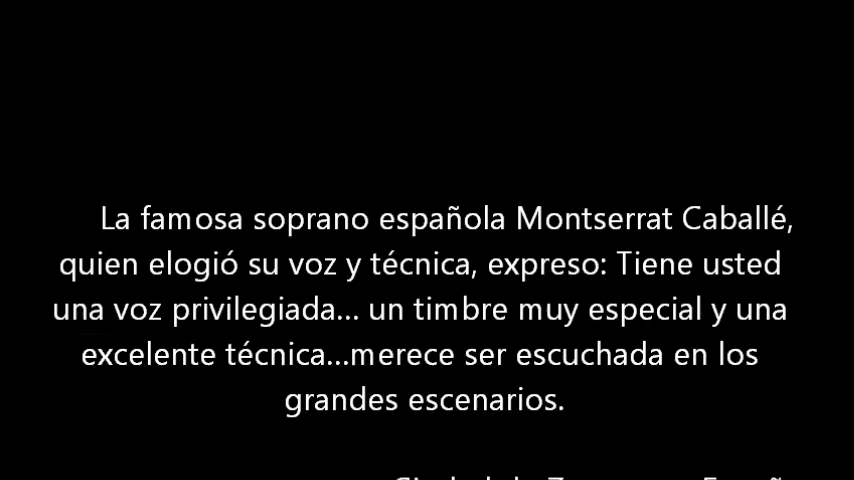 La famosa soprano española Montserrat Caballé,
quien elogió su voz y técnica, expreso: Tiene usted
una voz privilegiada... un timbre muy especial y una
excelente técnica...merece ser escuchada en los
grandes escenarios.